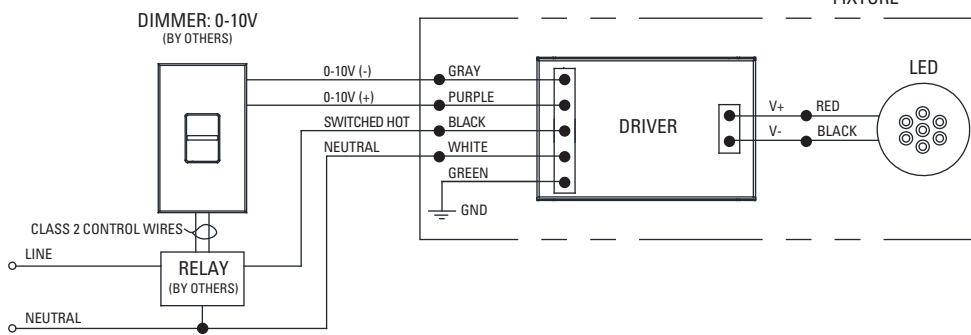 FIXTURE
DIMMER: 0-10V
(BY OTHERS)
0-10V (-)
GRAY
0-10V (+)
PURPLE
SWITCHED HOT
BLACK
NEUTRAL
WHITE
GREEN
GND
DRIVER
V+
RED
V-
BLACK
LED
CLASS 2 CONTROL WIRES
LINE
RELAY
(BY OTHERS)
NEUTRAL